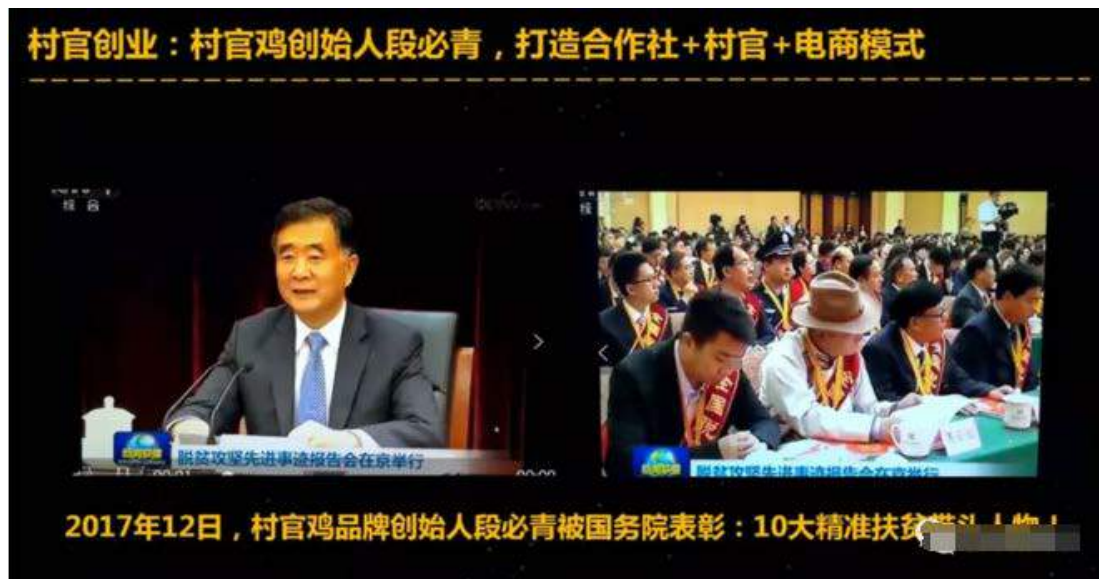 村官创业：村官鸡创始人段必青，打造合作社+村官+电商模式
综合
综
脱贫攻坚先进事迹报告会在京举行
脱贫攻坚先进事迹报告会在京举行
2017年12日，村官鸡品牌创始人段必青被国务院表彰：10大精准扶贫